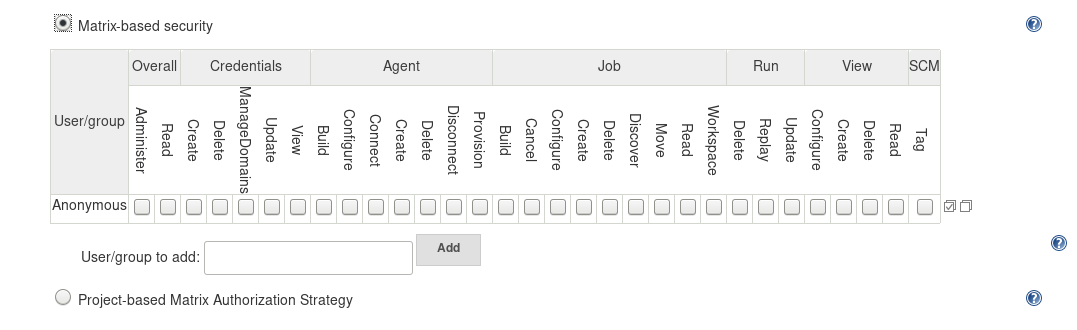 Matrix-based security
User/group Overall Credentials Agent Job Run View SCM
Administer Read Create Delete ManageDomains Update View Build Configure Connect Create Delete Disconnect Provision Build Cancel Configure Create Delete Discover Move Read Workspace Delete Replay Update Configure Create Delete Read Tag
Anonymous
User/group to add: Add
Project-based Matrix Authorization Strategy